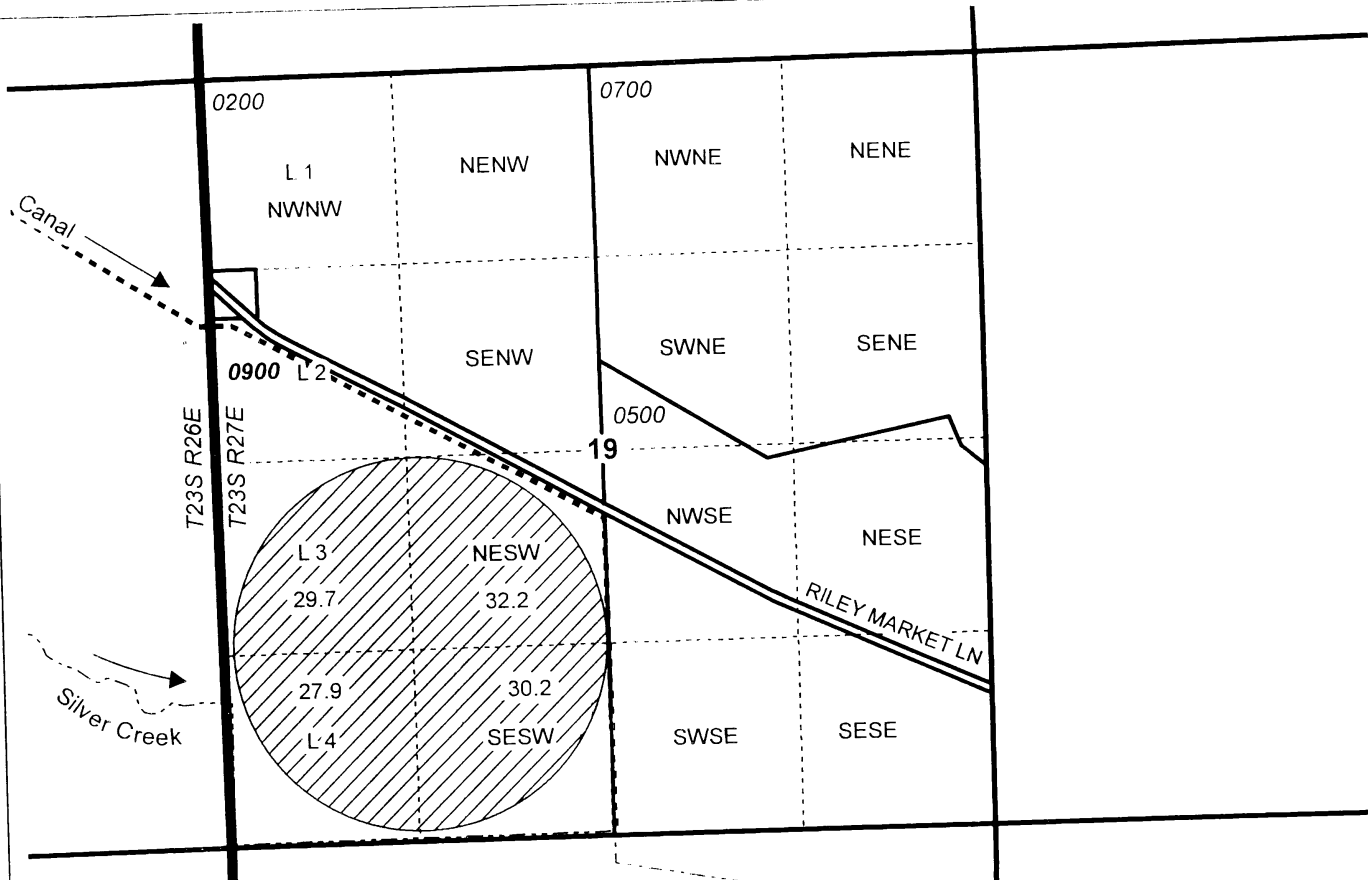 0200
0700
L 1
NWNW
NENW
NWNE
NENE
Canal
0900
L 2
SENW
SWNE
SENE
T23S R26E
T23S R27E
0500
19
L 3
29.7
NESW
32.2
NWSE
NESE
RILEY MARKET LN
27.9
L 4
30.2
SESW
SWSE
SESE
Silver Creek